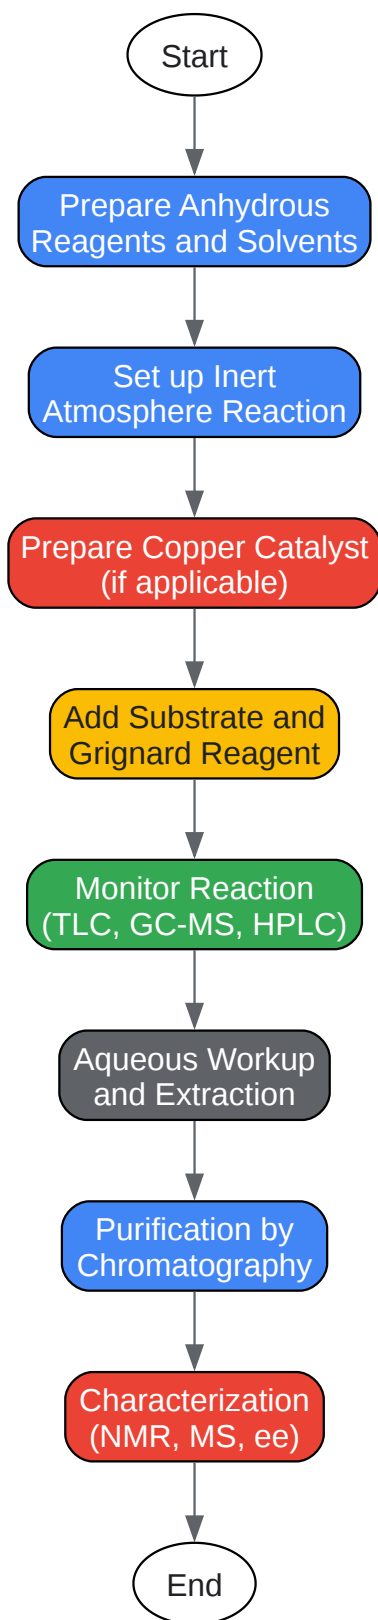 Start
Prepare Anhydrous
Reagents and Solvents
Set up Inert
Atmosphere Reaction
Prepare Copper Catalyst
(if applicable)
Add Substrate and
Grignard Reagent
Monitor Reaction
(TLC, GC-MS, HPLC)
Aqueous Workup
and Extraction
Purification by
Chromatography
Characterization
(NMR, MS, ee)
End